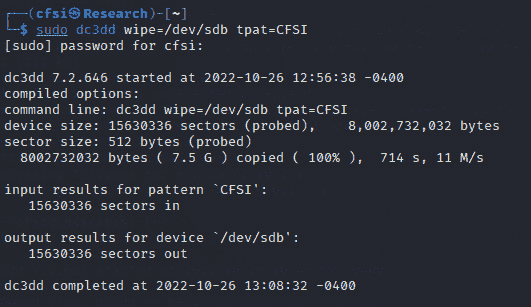 ┌──(cfsi㉿Research)-[~]
└─$ sudo dc3dd wipe=/dev/sdb tpat=CFSI
[sudo] password for cfsi:

dc3dd 7.2.646 started at 2022-10-26 12:56:38 -0400
compiled options:
command line: dc3dd wipe=/dev/sdb tpat=CFSI
device size: 15630336 sectors (probed),    8,002,732,032 bytes
sector size: 512 bytes (probed)
  8002732032 bytes ( 7.5 G ) copied ( 100% ),  714 s, 11 M/s

input results for pattern `CFSI':
   15630336 sectors in

output results for device `/dev/sdb':
   15630336 sectors out

dc3dd completed at 2022-10-26 13:08:32 -0400